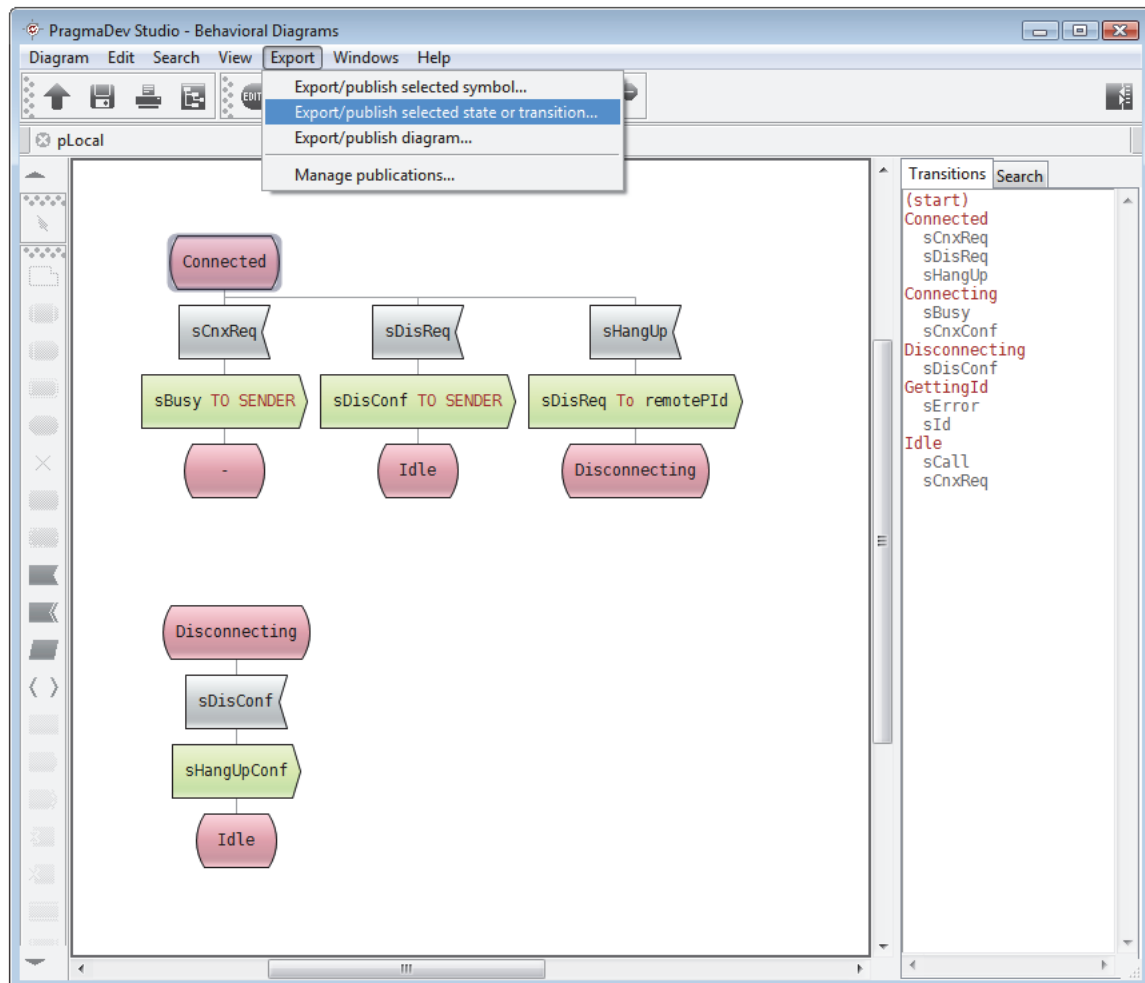 PragmaDev Studio - Behavioral Diagrams
Diagram Edit Search View Export Windows Help
Export/publish selected symbol...
Export/publish selected state or transition...
Export/publish diagram...
Manage publications...
EDIT
pLocal
Connected
sCnxReq sDisReq sHangUp
sBusy TO SENDER sDisConf TO SENDER sDisReq To remotePId
- Idle Disconnecting
Disconnecting
sDisConf
sHangUpConf
Idle
Transitions Search
(start)
Connected
sCnxReq
sDisReq
sHangUp
Connecting
sBusy
sCnxConf
Disconnecting
sDisConf
GettingId
sError
sId
Idle
sCall
sCnxReq